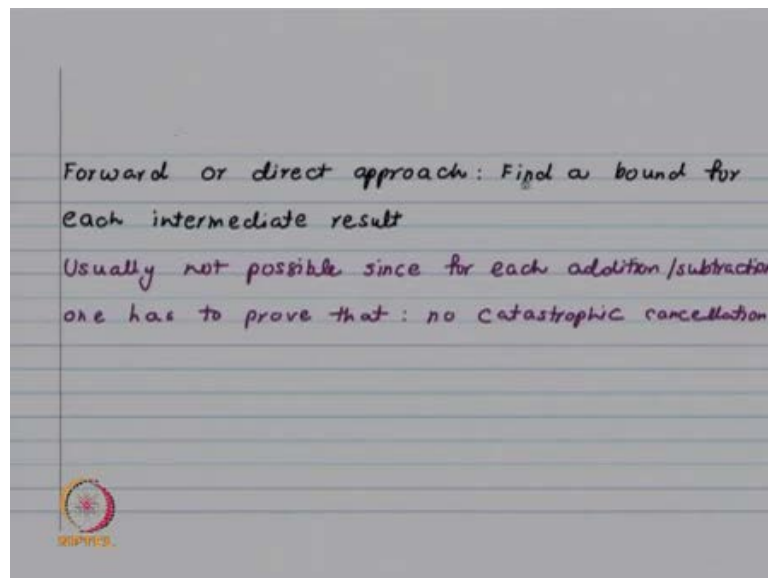 Forward or direct approach : Find a bound for
each intermediate result
Usually not possible since for each addition/subtraction
one has to prove that : no catastrophic cancellation
NPTEL